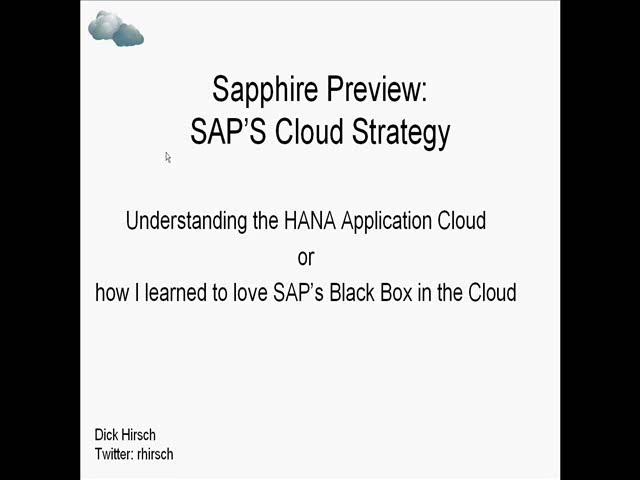 Sapphire Preview:
SAP'S Cloud Strategy
Understanding the HANA Application Cloud
or
how I learned to love SAP's Black Box in the Cloud
Dick Hirsch
Twitter: rhirsch